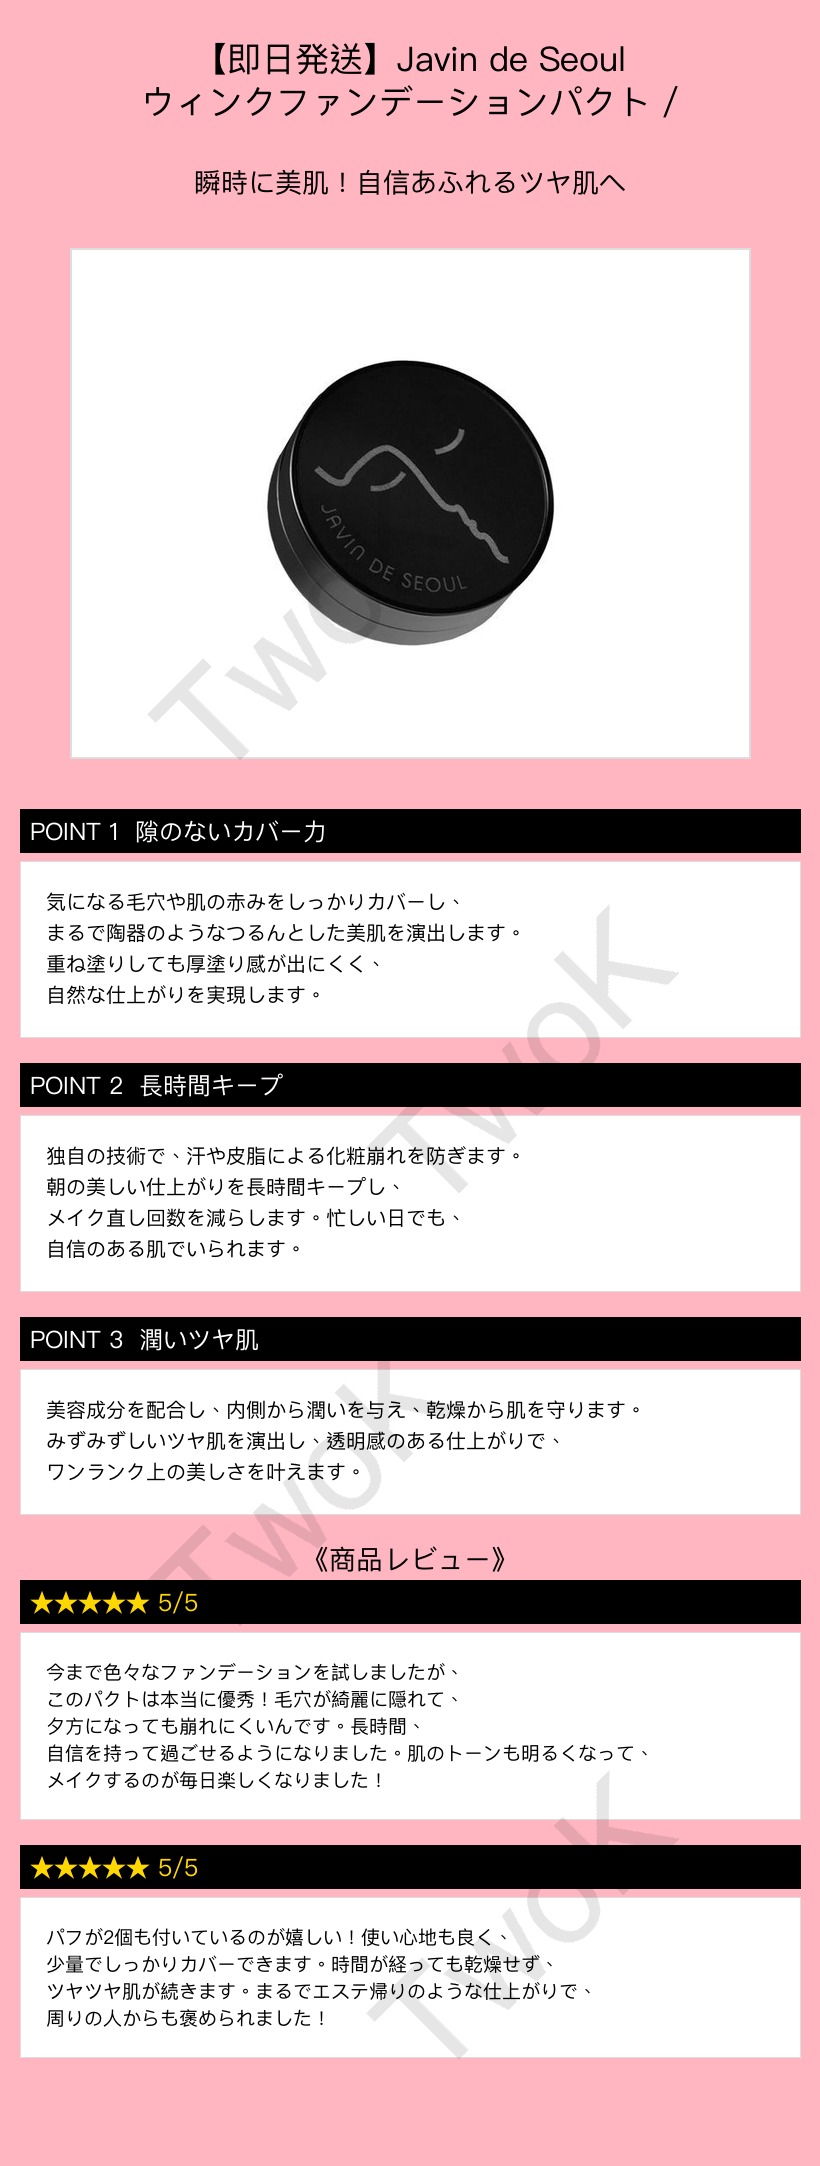 【即日発送】Javin de Seoul
ウィンクファンデーションパクト /
瞬時に美肌！自信あふれるツヤ肌へ
JAVIN DE SEOUL
TwoK
POINT 1 隙のないカバー力
気になる毛穴や肌の赤みをしっかりカバーし、
まるで陶器のようなつるんとした美肌を演出します。
重ね塗りしても厚塗り感が出にくく、
自然な仕上がりを実現します。
TwoK
POINT 2 長時間キープ
独自の技術で、汗や皮脂による化粧崩れを防ぎます。
朝の美しい仕上がりを長時間キープし、
メイク直し回数を減らします。忙しい日でも、
自信のある肌でいられます。
POINT 3 潤いツヤ肌
美容成分を配合し、内側から潤いを与え、乾燥から肌を守ります。
みずみずしいツヤ肌を演出し、透明感のある仕上がりで、
ワンランク上の美しさを叶えます。
TwoK
《商品レビュー》
★★★★★ 5/5
今まで色々なファンデーションを試しましたが、
このパクトは本当に優秀！毛穴が綺麗に隠れて、
夕方になっても崩れにくいんです。長時間、
自信を持って過ごせるようになりました。肌のトーンも明るくなって、
メイクするのが毎日楽しくなりました！
★★★★★ 5/5
パフが2個も付いているのが嬉しい！使い心地も良く、
少量でしっかりカバーできます。時間が経っても乾燥せず、
ツヤツヤ肌が続きます。まるでエステ帰りのような仕上がりで、
周りの人からも褒められました！
TwoK